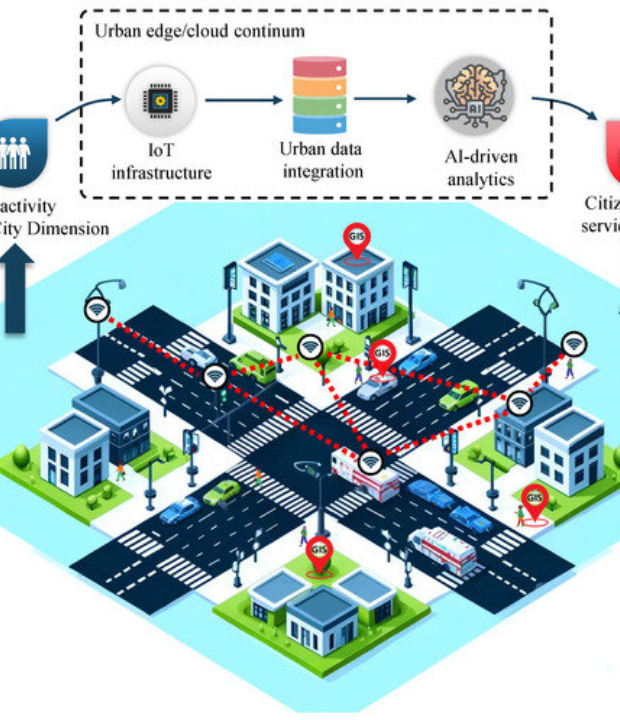 Urban edge/cloud continum
IoT
infrastructure
Urban data
integration
AI
AI-driven
analytics
activity
City Dimension
Citiz
servic
GIS
GIS
GIS
GIS